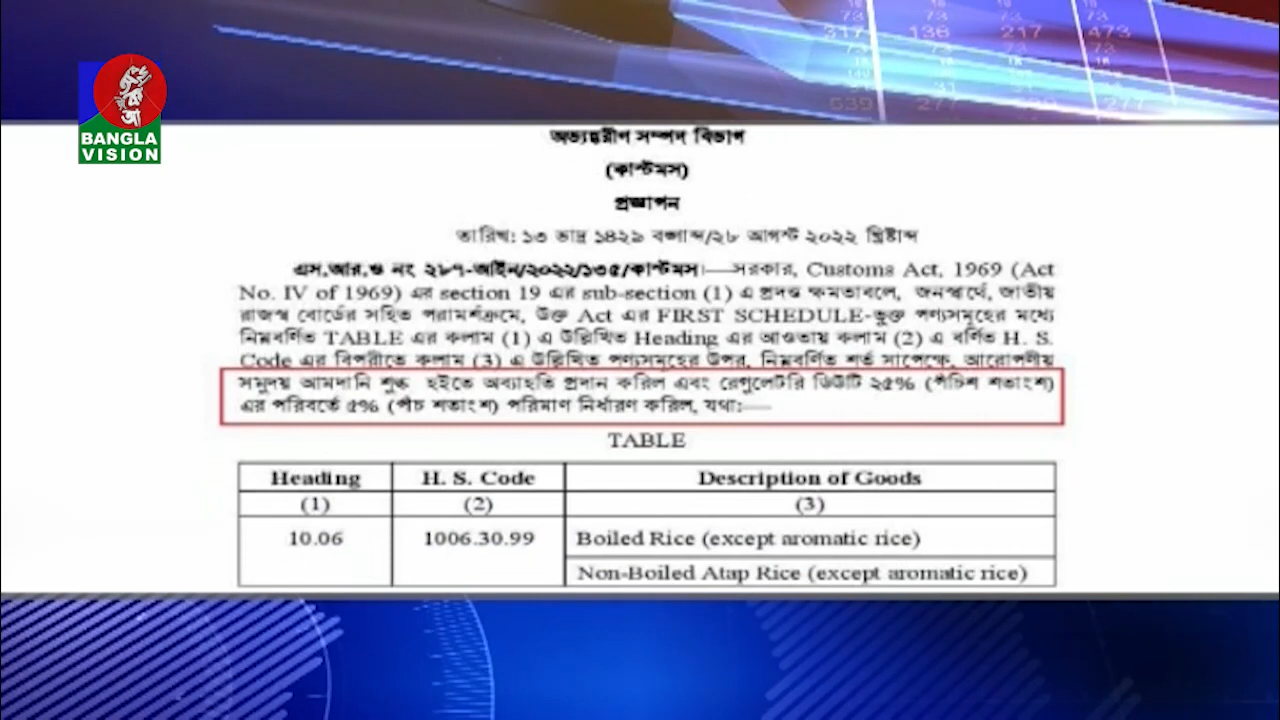 BANGLA
VISION
অভ্যন্তরীণ সম্পদ বিভাগ
(কাস্টমস)
প্রজ্ঞাপন
তারিখ: ১৩ ভাদ্র ১৪২৯ বঙ্গাব্দ/২৮ আগস্ট ২০২২ খ্রিষ্টাব্দ
এস.আর.ও নং ২৮৭-আইন/২০২২/১৩৫/কাস্টমস।—সরকার, Customs Act, 1969 (Act
No. IV of 1969) এর section 19 এর sub-section (1) এ প্রদত্ত ক্ষমতাবলে, জনস্বার্থে, জাতীয়
রাজস্ব বোর্ডের সহিত পরামর্শক্রমে, উক্ত Act এর FIRST SCHEDULE-ভুক্ত পণ্যসমূহের মধ্যে
নিম্নবর্ণিত TABLE এর কলাম (1) এ উল্লিখিত Heading এর আওতায় কলাম (2) এ বর্ণিত H. S.
Code এর বিপরীতে কলাম (3) এ উল্লিখিত পণ্যসমূহের উপর, নিম্নবর্ণিত শর্ত সাপেক্ষে, আরোপণীয়
সমুদয় আমদানি শুল্ক হইতে অব্যাহতি প্রদান করিল এবং রেগুলেটরি ডিউটি ২৫% (পঁচিশ শতাংশ)
এর পরিবর্তে ৫% (পাঁচ শতাংশ) পরিমাণ নির্ধারণ করিল, যথা:—
TABLE
Heading H. S. Code Description of Goods
(1) (2) (3)
10.06 1006.30.99 Boiled Rice (except aromatic rice)
Non-Boiled Atap Rice (except aromatic rice)